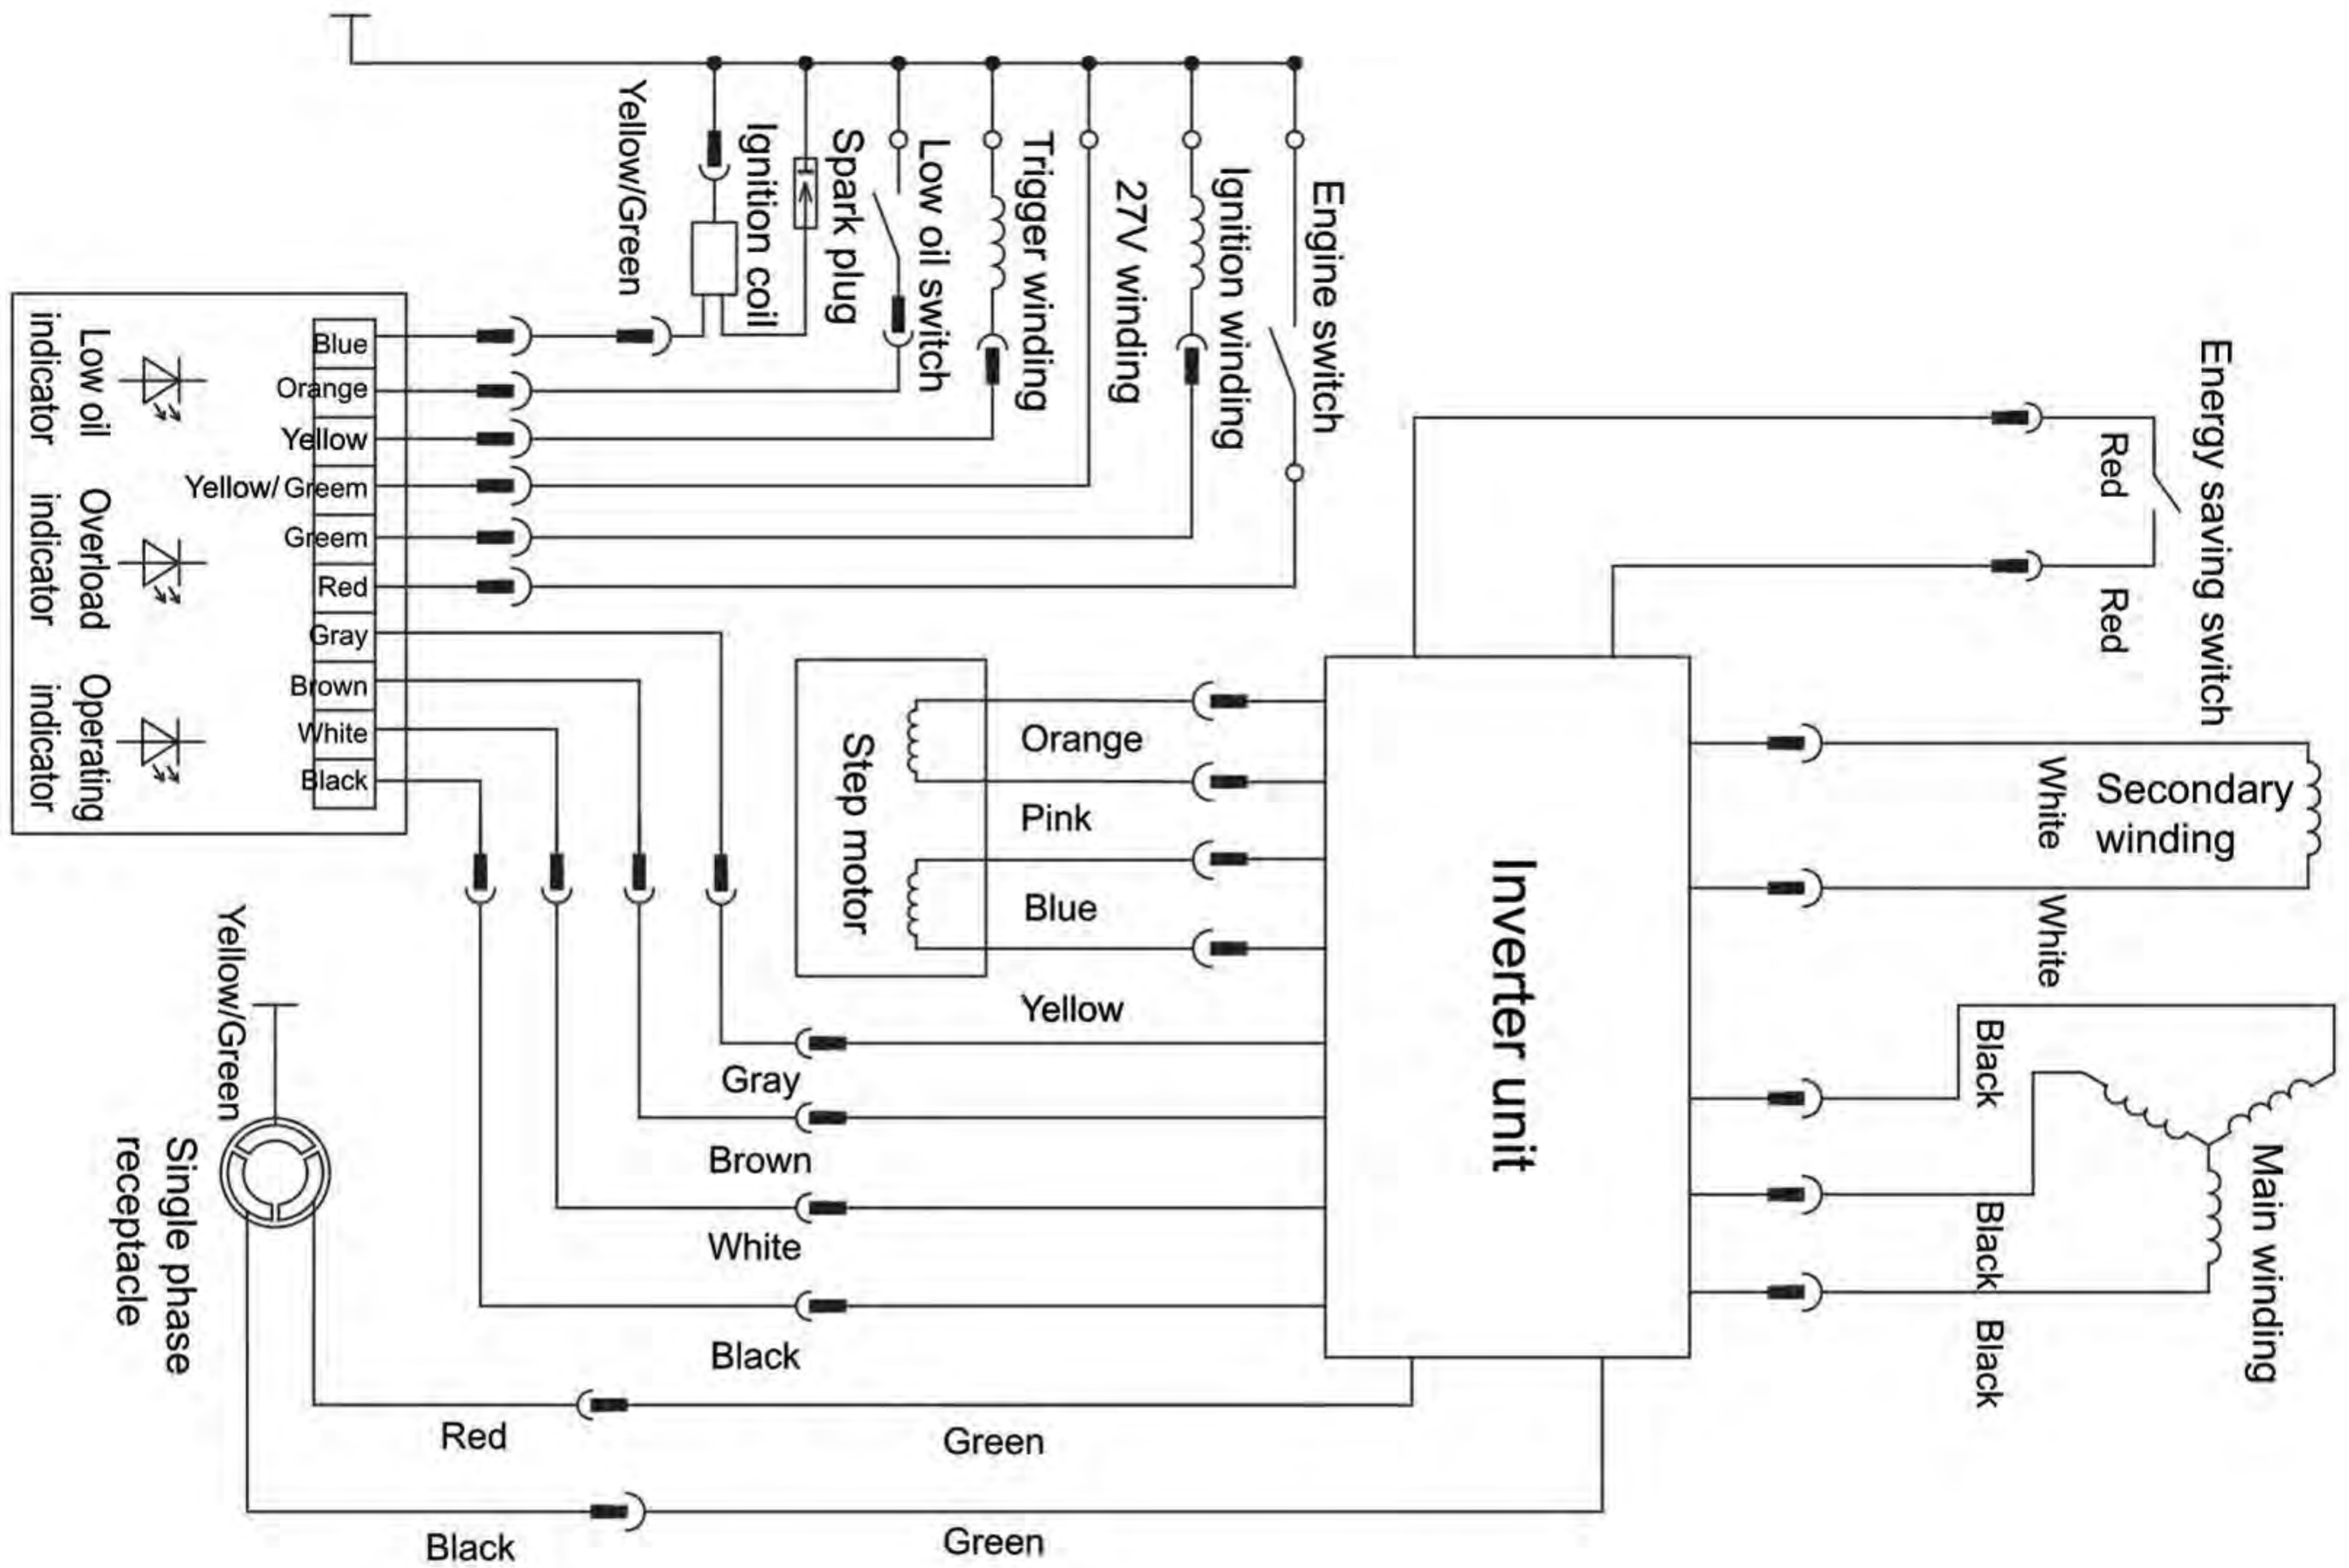 Yellow/Green
Ignition coil
Spark plug
Low oil switch
Trigger winding
27V winding
Ignition winding
Engine switch
Energy saving switch
Red
Red
Low oil
indicator
Overload
indicator
Operating
indicator
Blue
Orange
Yellow
Yellow/ Greem
Greem
Red
Gray
Brown
White
Black
Step motor
Orange
Pink
Blue
Yellow
Inverter unit
White
Secondary
winding
White
Black
Black
Black
Main winding
Gray
Brown
White
Black
Yellow/Green
Single phase
receptacle
Red
Green
Black
Green